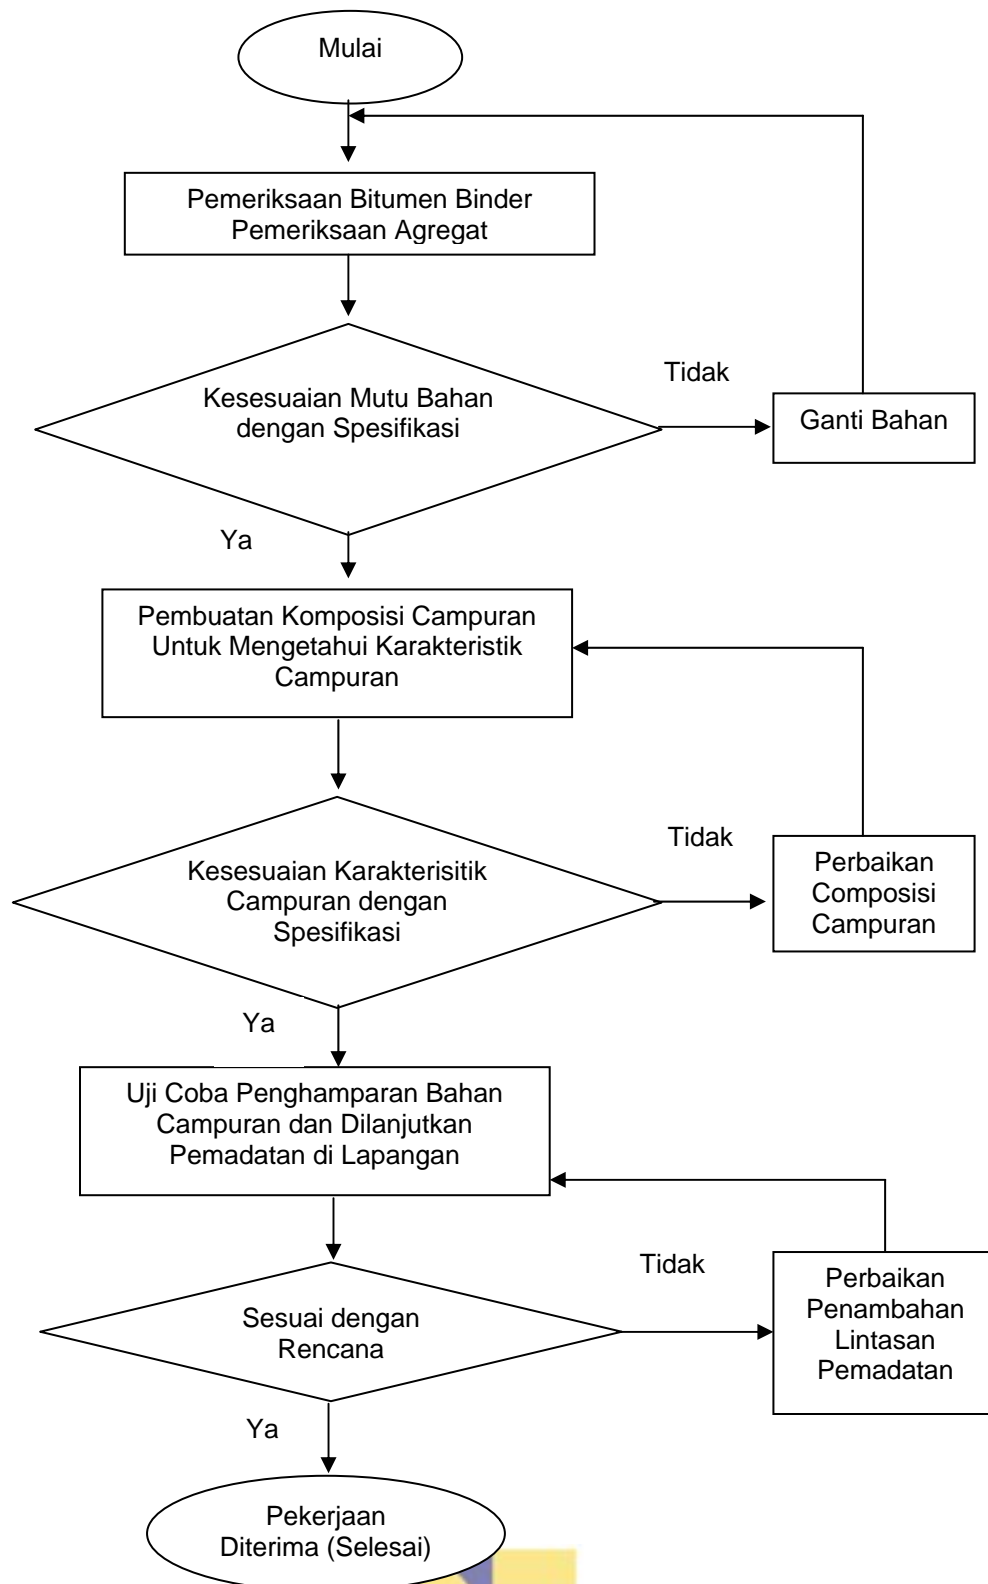 Mulai
Pemeriksaan Bitumen Binder
Pemeriksaan Agregat
Kesesuaian Mutu Bahan
dengan Spesifikasi
Tidak
Ganti Bahan
Ya
Pembuatan Komposisi Campuran
Untuk Mengetahui Karakteristik
Campuran
Kesesuaian Karakterisitik
Campuran dengan
Spesifikasi
Tidak
Perbaikan
Composisi
Campuran
Ya
Uji Coba Penghamparan Bahan
Campuran dan Dilanjutkan
Pemadatan di Lapangan
Sesuai dengan
Rencana
Tidak
Perbaikan
Penambahan
Lintasan
Pemadatan
Ya
Pekerjaan
Diterima (Selesai)